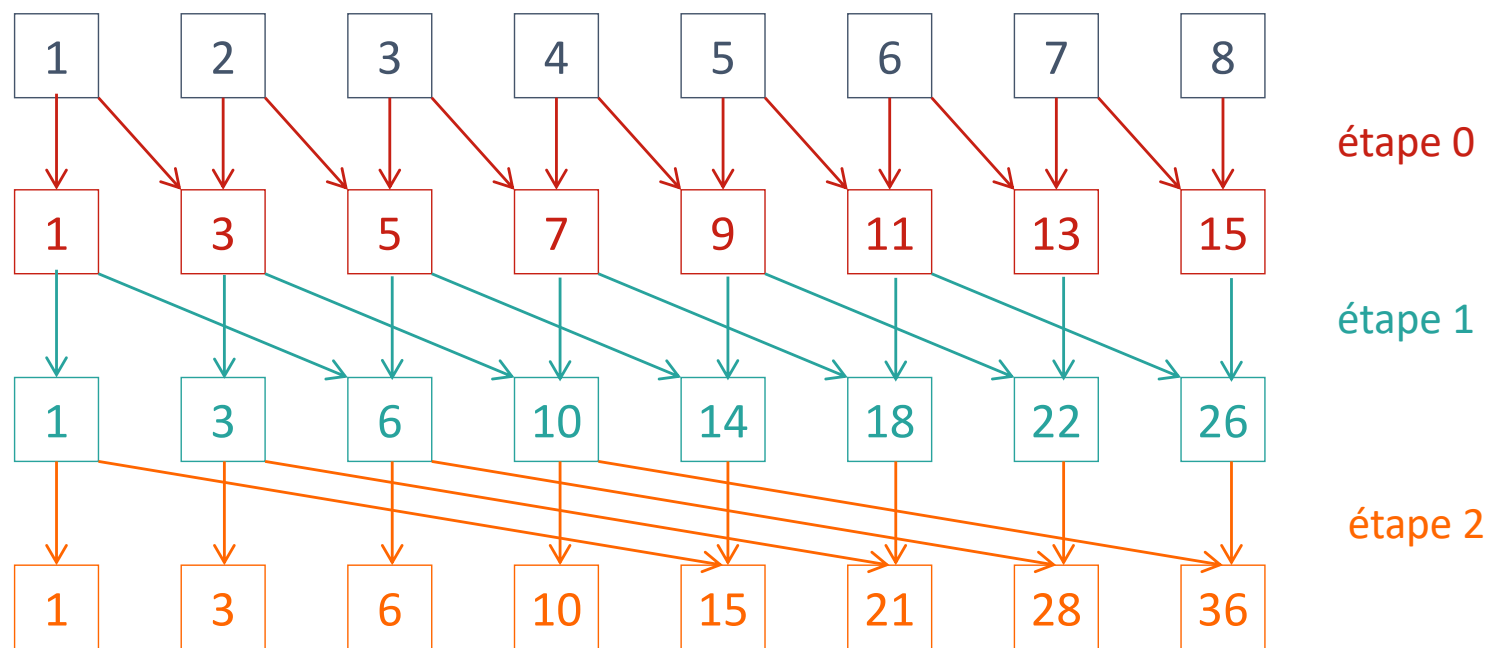 1 2 3 4 5 6 7 8
étape 0
1 3 5 7 9 11 13 15
étape 1
1 3 6 10 14 18 22 26
étape 2
1 3 6 10 15 21 28 36